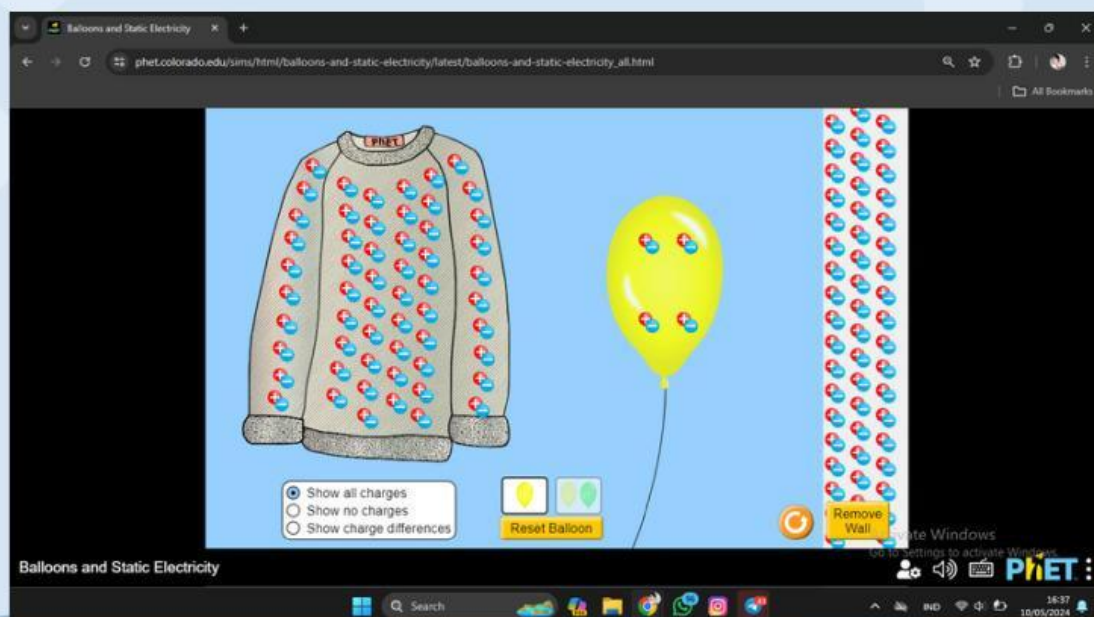 Balloons and Static Electricity
phet.colorado.edu/sims/html/balloons-and-static-electricity/latest/balloons-and-static-electricity_all.html
All Bookmarks
PhET
Show all charges
Show no charges
Show charge differences
Reset Balloon
Remove
Wall
Activate Windows
Go to Settings to activate Windows.
Balloons and Static Electricity
PhET
Search
IND
16:37
10/05/2024